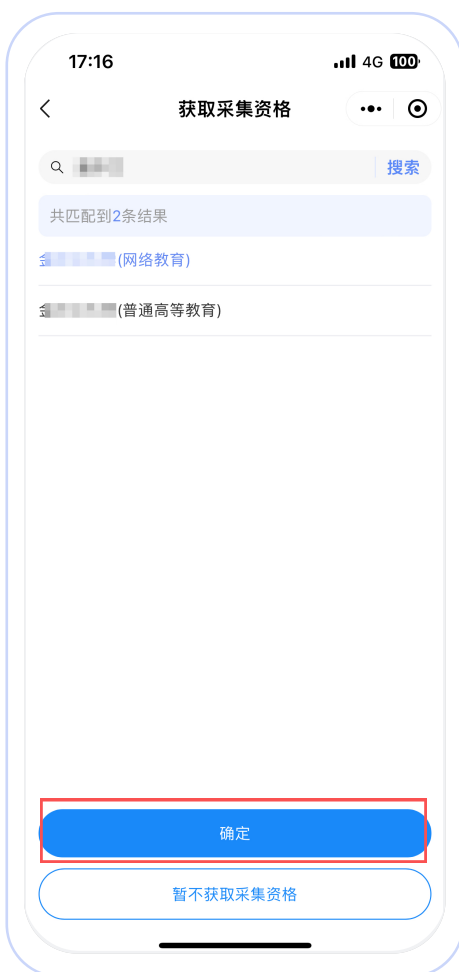 17:16 4G 100
获取采集资格
搜索
共匹配到2条结果
(网络教育)
(普通高等教育)
确定
暂不获取采集资格